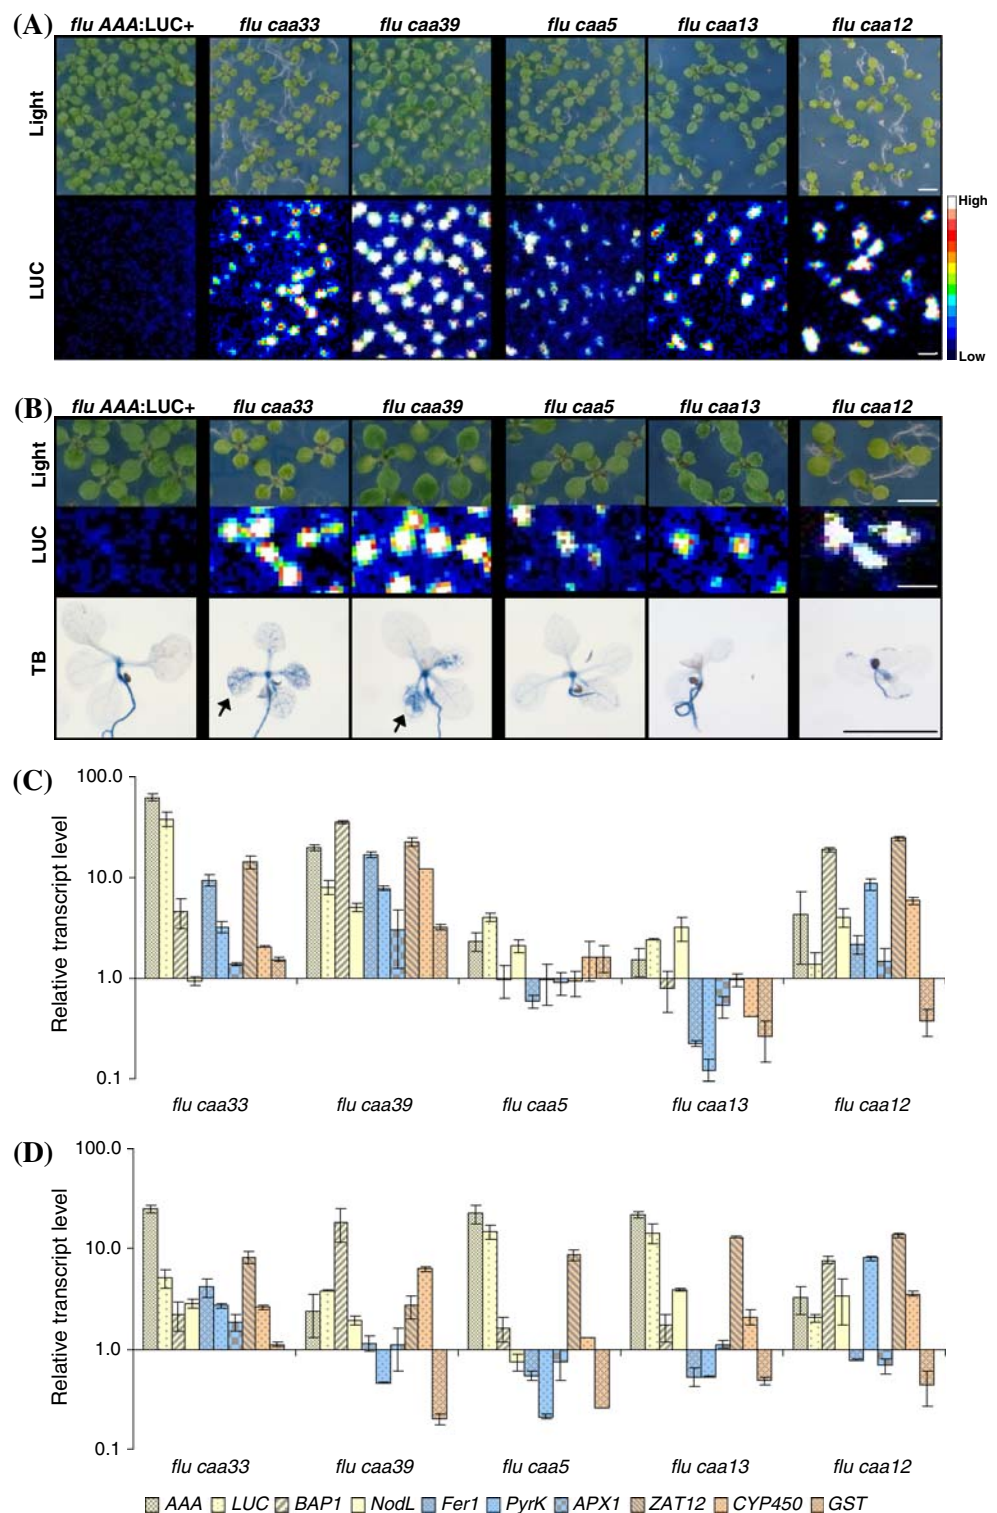 (A)
flu AAA:LUC+ flu caa33 flu caa39 flu caa5 flu caa13 flu caa12
Light
LUC
High
Low
(B)
flu AAA:LUC+ flu caa33 flu caa39 flu caa5 flu caa13 flu caa12
Light
LUC
TB
(C)
Relative transcript level
100.0
10.0
1.0
0.1
flu caa33 flu caa39 flu caa5 flu caa13 flu caa12
(D)
Relative transcript level
100.0
10.0
1.0
0.1
flu caa33 flu caa39 flu caa5 flu caa13 flu caa12
AAA LUC BAP1 NodL Fer1 PyrK APX1 ZAT12 CYP450 GST